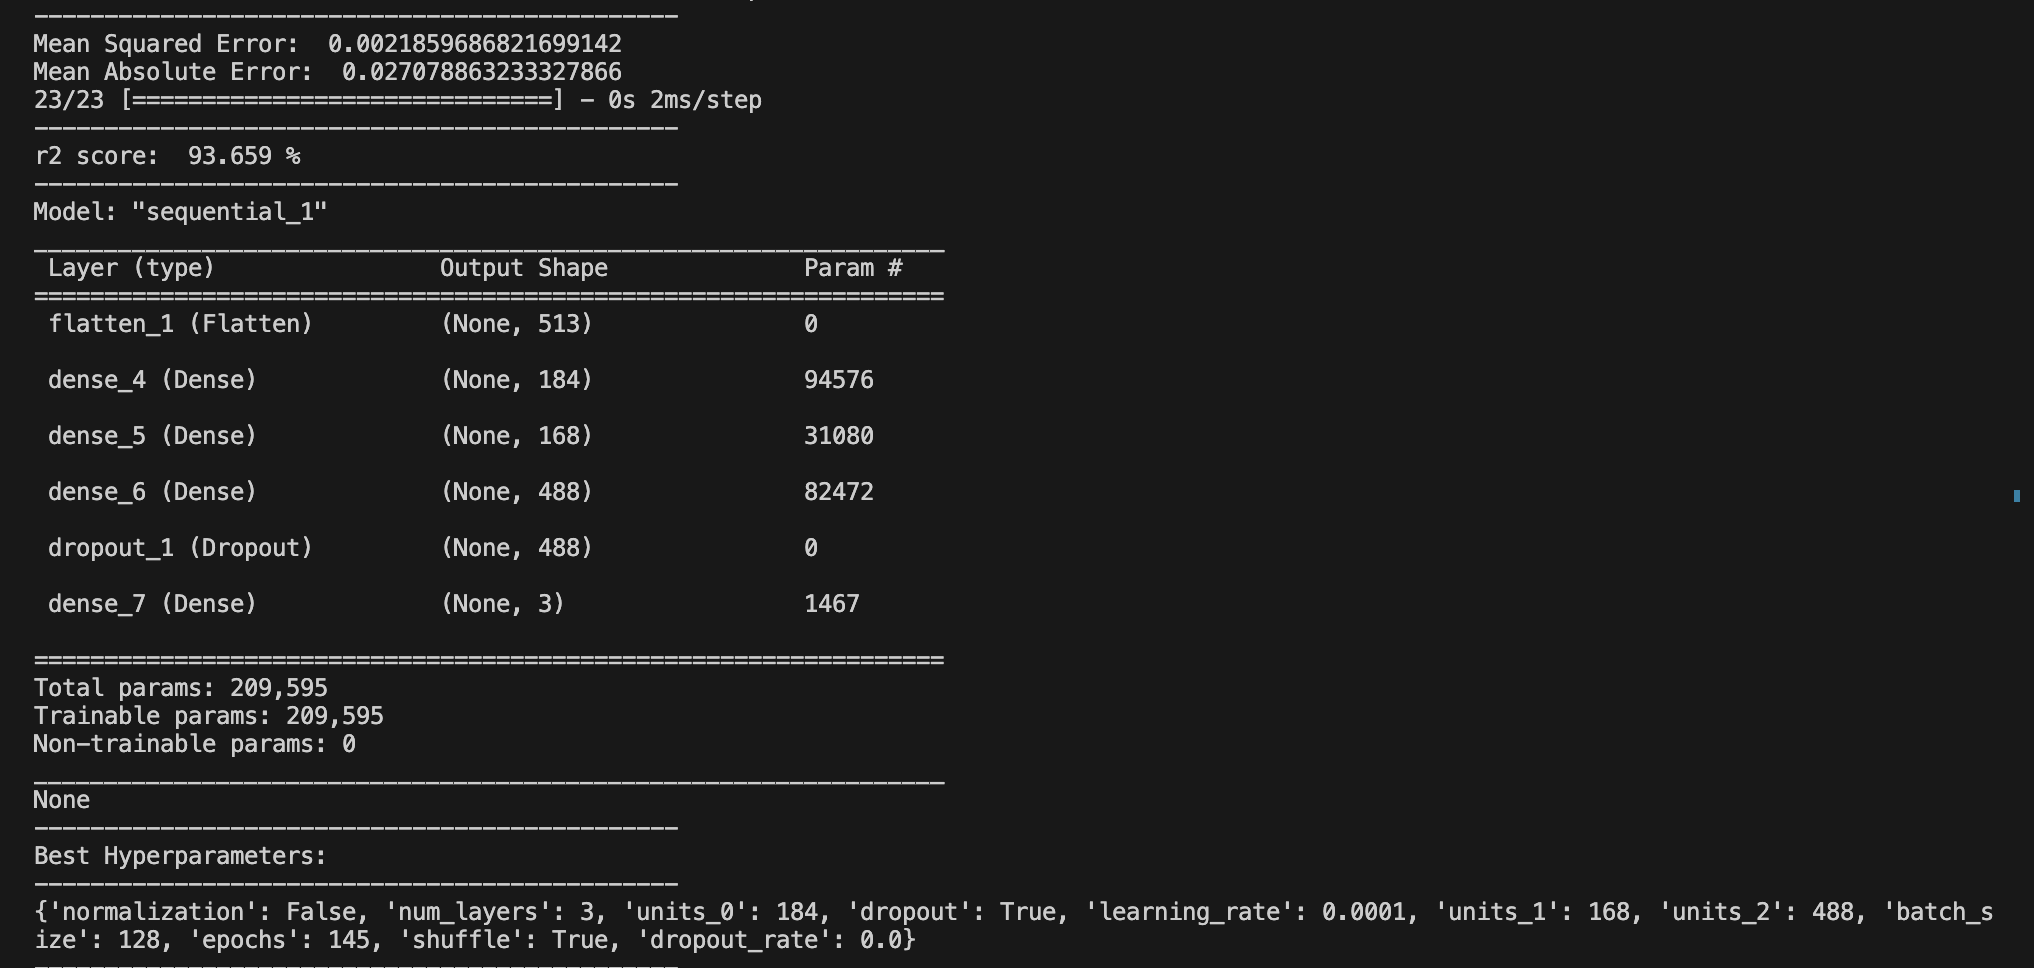 --------------------------------------------
Mean Squared Error:  0.0021859686821699142
Mean Absolute Error:  0.027078863233327866
23/23 [==============================] - 0s 2ms/step
--------------------------------------------
r2 score:  93.659 %
--------------------------------------------
Model: "sequential_1"
_________________________________________________________________
 Layer (type)                Output Shape              Param #
=================================================================
 flatten_1 (Flatten)         (None, 513)               0
 dense_4 (Dense)             (None, 184)               94576
 dense_5 (Dense)             (None, 168)               31080
 dense_6 (Dense)             (None, 488)               82472
 dropout_1 (Dropout)         (None, 488)               0
 dense_7 (Dense)             (None, 3)                 1467
=================================================================
Total params: 209,595
Trainable params: 209,595
Non-trainable params: 0
_________________________________________________________________
None
----------------------------------------------
Best Hyperparameters:
----------------------------------------------
{'normalization': False, 'num_layers': 3, 'units_0': 184, 'dropout': True, 'learning_rate': 0.0001, 'units_1': 168, 'units_2': 488, 'batch_s
ize': 128, 'epochs': 145, 'shuffle': True, 'dropout_rate': 0.0}
----------------------------------------------